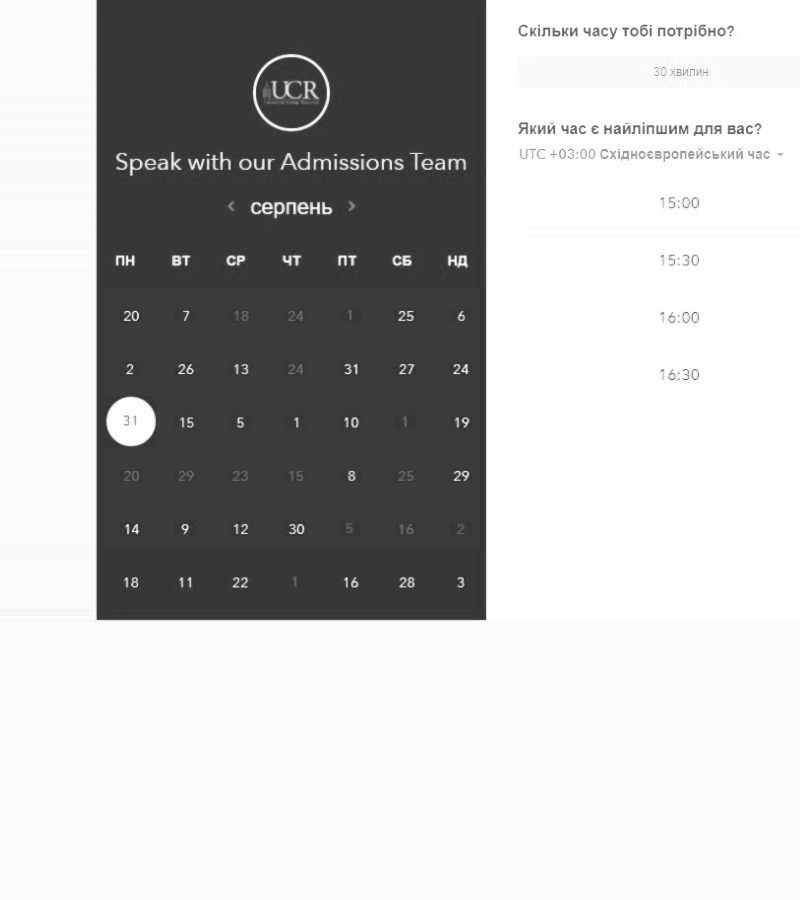 UCR
Speak with our Admissions Team
серпень
ПН ВТ СР ЧТ ПТ СБ НД
20 7 18 24 1 25 6
2 26 13 24 31 27 24
31 15 5 1 10 1 19
20 29 23 15 8 25 29
14 9 12 30 5 16 2
18 11 22 1 16 28 3
Скільки часу тобі потрібно?
30 хвилин
Який час є найліпшим для вас?
UTC +03:00 Східноєвропейський час
15:00
15:30
16:00
16:30